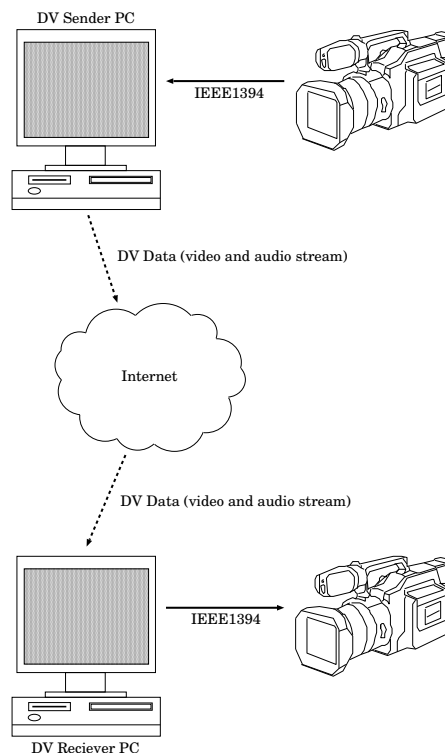 DV Sender PC
IEEE1394
DV Data (video and audio stream)
Internet
DV Data (video and audio stream)
IEEE1394
DV Reciever PC